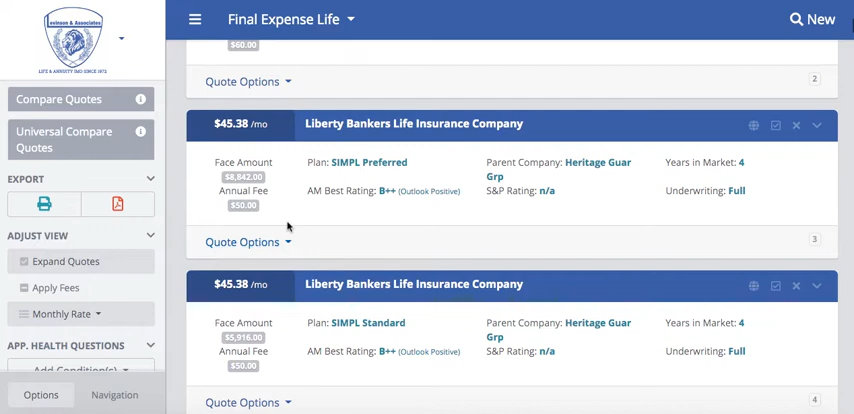 Levinson & Associates
LIFE & ANNUITY IMO SINCE 1972
Final Expense Life
New
Compare Quotes
Universal Compare
Quotes
EXPORT
ADJUST VIEW
Expand Quotes
Apply Fees
Monthly Rate
APP. HEALTH QUESTIONS
Add Condition(s)
Options
Navigation
$60.00
Quote Options
2
$45.38 /mo
Liberty Bankers Life Insurance Company
Face Amount
$8,842.00
Annual Fee
$50.00
Plan: SIMPL Preferred
AM Best Rating: B++ (Outlook Positive)
Parent Company: Heritage Guar
Grp
S&P Rating: n/a
Years in Market: 4
Underwriting: Full
Quote Options
3
$45.38 /mo
Liberty Bankers Life Insurance Company
Face Amount
$5,916.00
Annual Fee
$50.00
Plan: SIMPL Standard
AM Best Rating: B++ (Outlook Positive)
Parent Company: Heritage Guar
Grp
S&P Rating: n/a
Years in Market: 4
Underwriting: Full
Quote Options
4